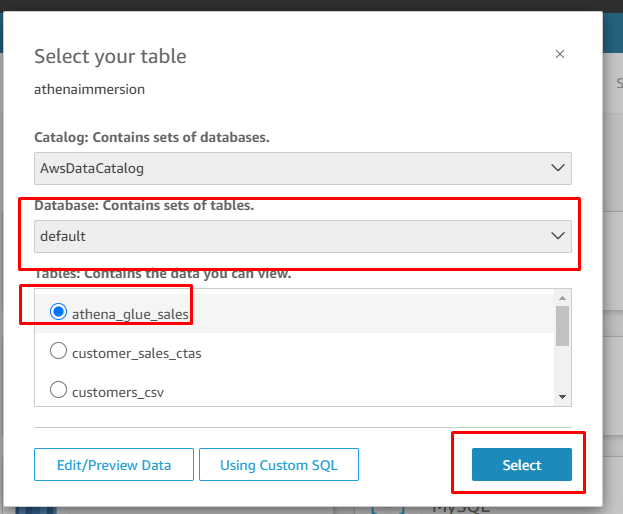 Select your table
athenaimmersion
Catalog: Contains sets of databases.
AwsDataCatalog
Database: Contains sets of tables.
default
Tables: Contains the data you can view.
athena_glue_sales
customer_sales_ctas
customers_csv
Edit/Preview Data
Using Custom SQL
Select
MySQL
S